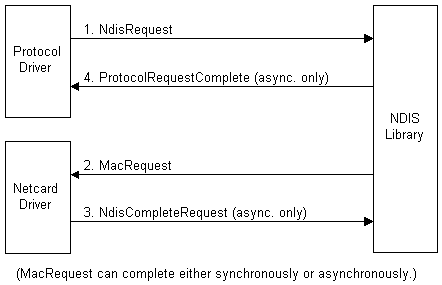 1. NdisRequest
Protocol
Driver
4. ProtocolRequestComplete (async. only)
NDIS
Library
2. MacRequest
Netcard
Driver
3. NdisCompleteRequest (async. only)
(MacRequest can complete either synchronously or asynchronously.)